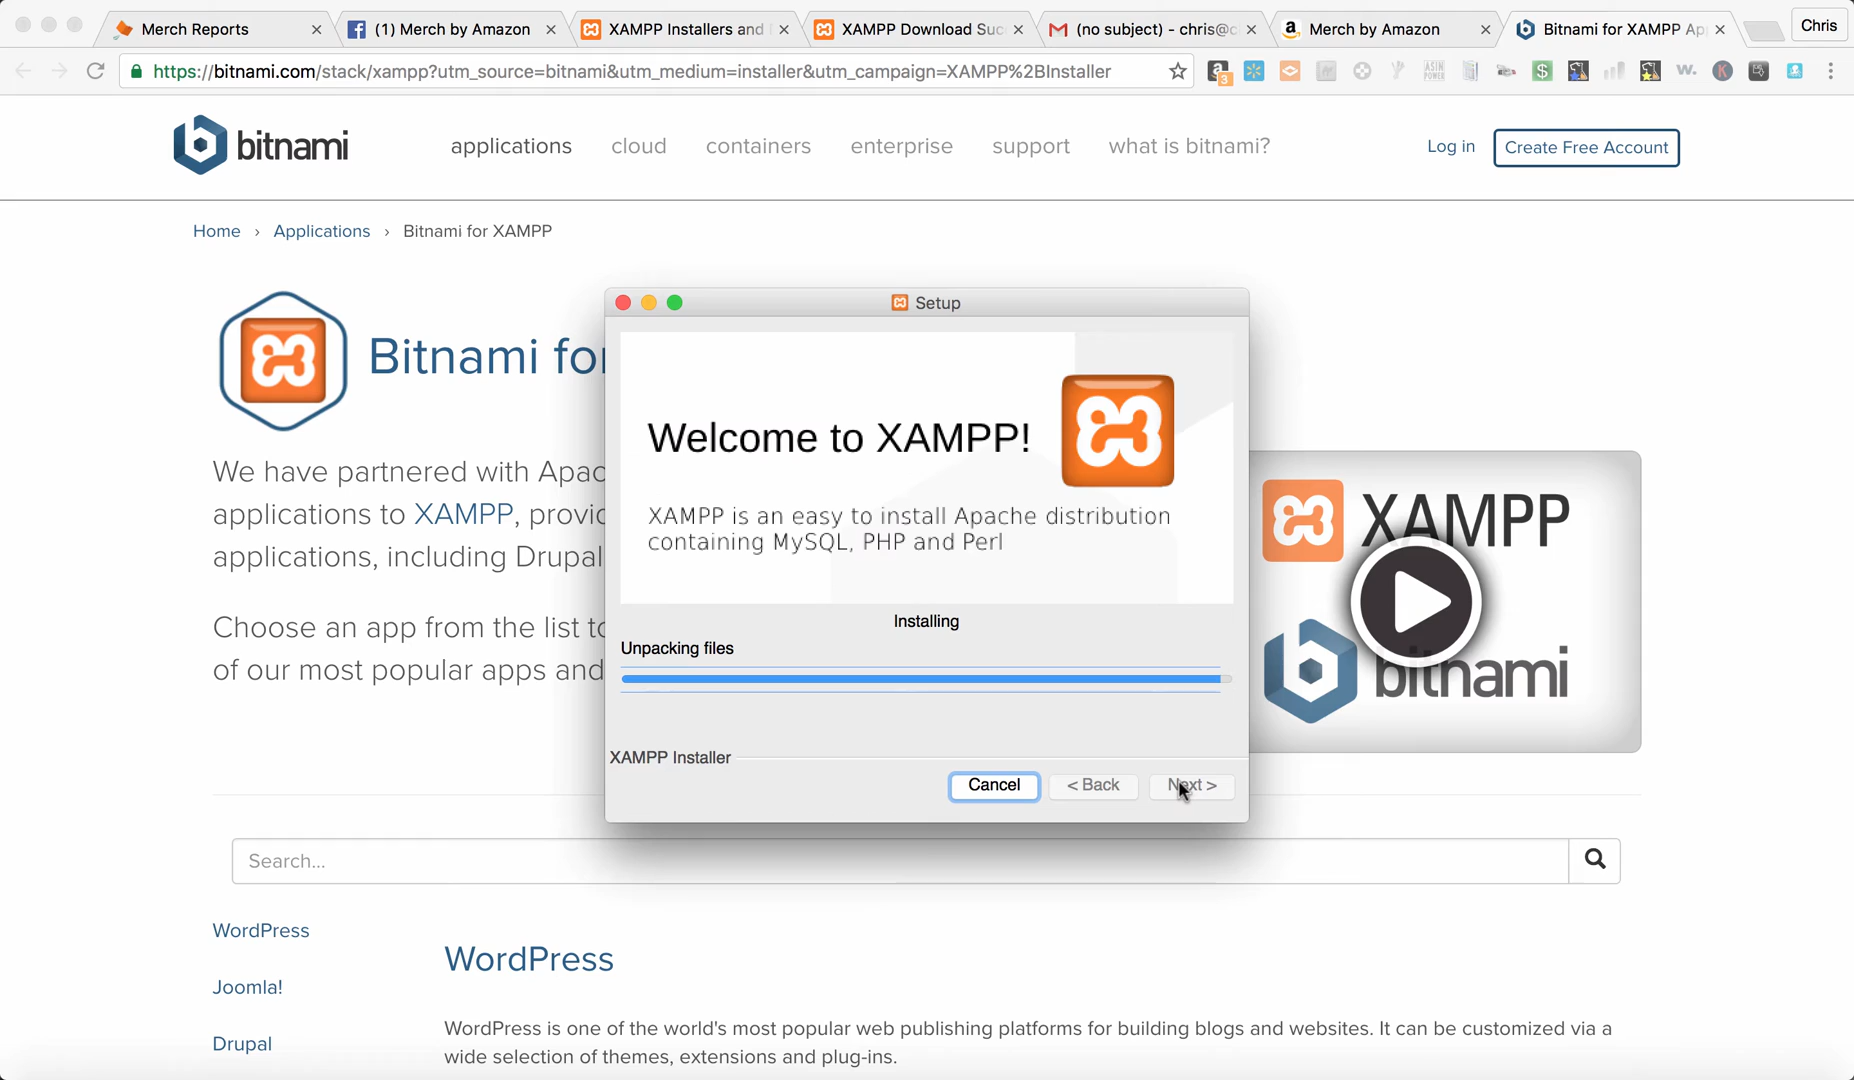 Merch Reports
(1) Merch by Amazon
XAMPP Installers and
XAMPP Download Suc
(no subject) - chris@c
Merch by Amazon
Bitnami for XAMPP Ap
Chris
https://bitnami.com/stack/xampp?utm_source=bitnami&utm_medium=installer&utm_campaign=XAMPP%2BInstaller
3
ASIN
POWER
$
w.
K
bitnami
applications
cloud
containers
enterprise
support
what is bitnami?
Log in
Create Free Account
Home › Applications › Bitnami for XAMPP
Bitnami for
We have partnered with Apac
applications to XAMPP, provid
applications, including Drupal
Choose an app from the list to
of our most popular apps and
Setup
Welcome to XAMPP!
XAMPP is an easy to install Apache distribution
containing MySQL, PHP and Perl
Installing
Unpacking files
XAMPP Installer
Cancel
< Back
Next >
XAMPP
bitnami
Search...
WordPress
Joomla!
Drupal
WordPress
WordPress is one of the world's most popular web publishing platforms for building blogs and websites. It can be customized via a
wide selection of themes, extensions and plug-ins.